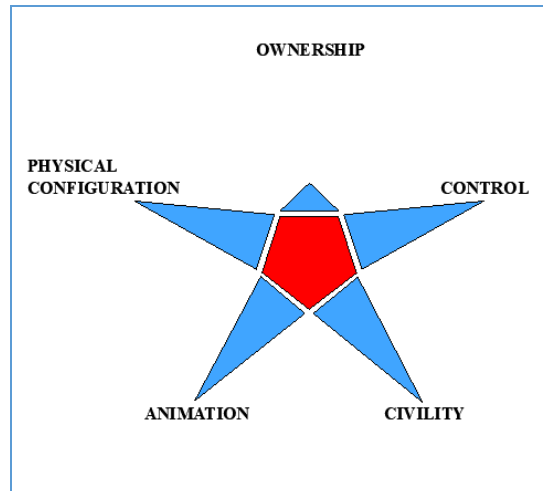 OWNERSHIP
PHYSICAL
CONFIGURATION
CONTROL
ANIMATION
CIVILITY